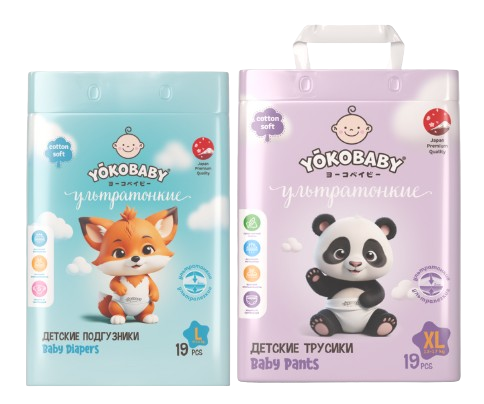 cotton
soft
YŌKOBABY
ヨーコベイビー
ультратонкие
Japan
Premium
Quality
ДЕТСКИЕ ПОДГУЗНИКИ
Baby Diapers
L
19 PCS
cotton
soft
YŌKOBABY
ヨーコベイビー
ультратонкие
Japan
Premium
Quality
ДЕТСКИЕ ТРУСИКИ
Baby Pants
XL
19 PCS